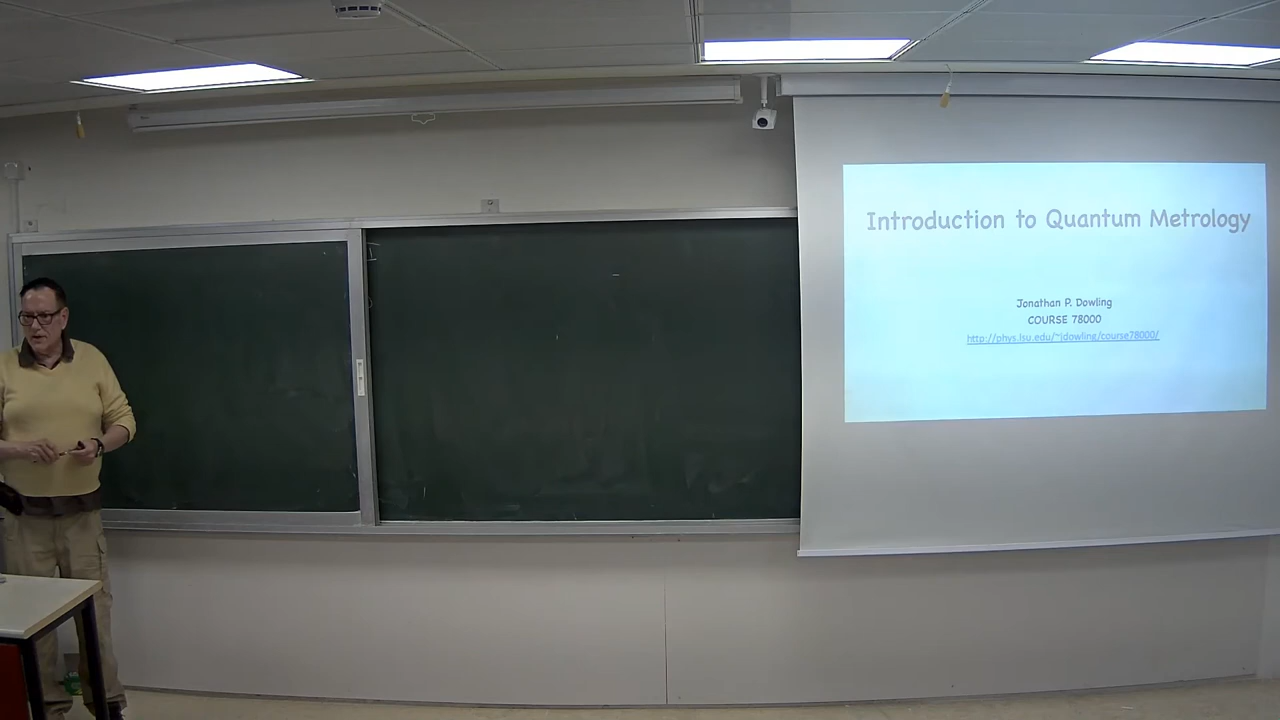 Introduction to Quantum Metrology
Jonathan P. Dowling
COURSE 78000
http://phys.lsu.edu/~jdowling/course78000/